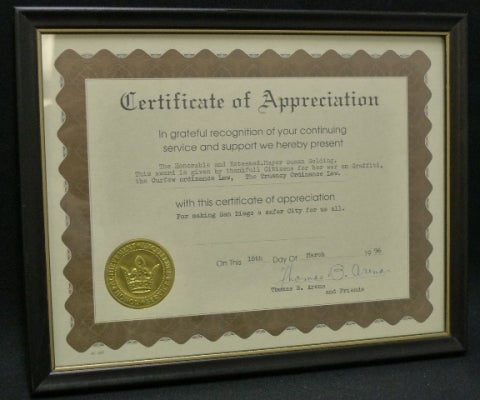 Certificate of Appreciation
In grateful recognition of your continuing
service and support we hereby present
The Honorable and Esteemed, Mayor Susan Golding.
This award is given by thankfull Citizens for her war on Graffiti,
the Curfew ordinance Law, The Truancy Ordinance Law.
with this certificate of appreciation
For making San Diego a safer City for us all.
On This 15th Day Of March 19 96
Thomas B. Arena
Thomas B. Arena
and Friends